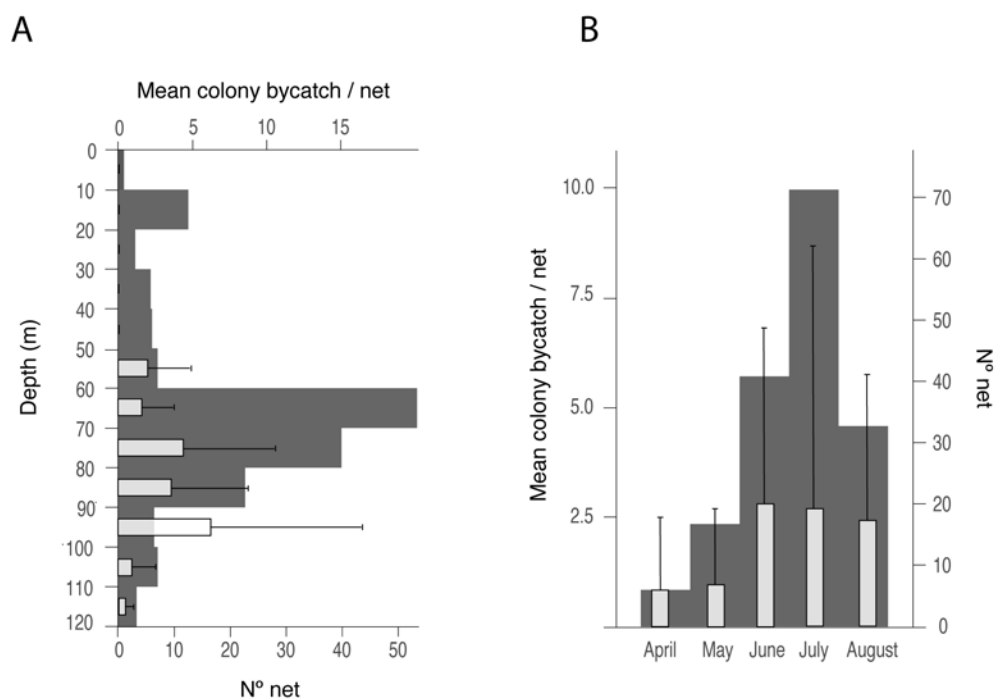 A
Mean colony bycatch / net
0 5 10 15
Depth (m)
0
10
20
30
40
50
60
70
80
90
100
110
120
0 10 20 30 40 50
Nº net
B
Mean colony bycatch / net
10.0
7.5
5.0
2.5
70
60
50
40
30
20
10
0
Nº net
April May June July August